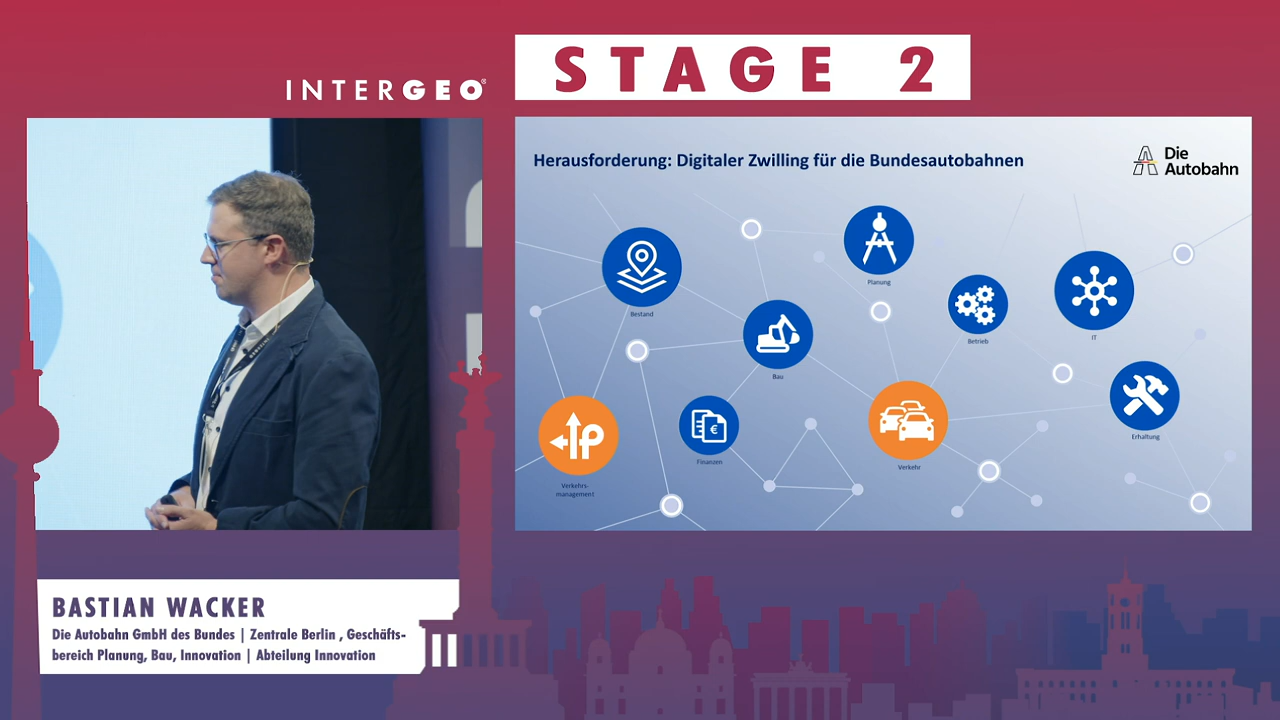 STAGE 2
INTERGEO®
Herausforderung: Digitaler Zwilling für die Bundesautobahnen
Die
Autobahn
Bestand
Planung
Betrieb
IT
Bau
Verkehrs-
management
Finanzen
€
Verkehr
Erhaltung
BASTIAN WACKER
Die Autobahn GmbH des Bundes | Zentrale Berlin , Geschäfts-
bereich Planung, Bau, Innovation | Abteilung Innovation